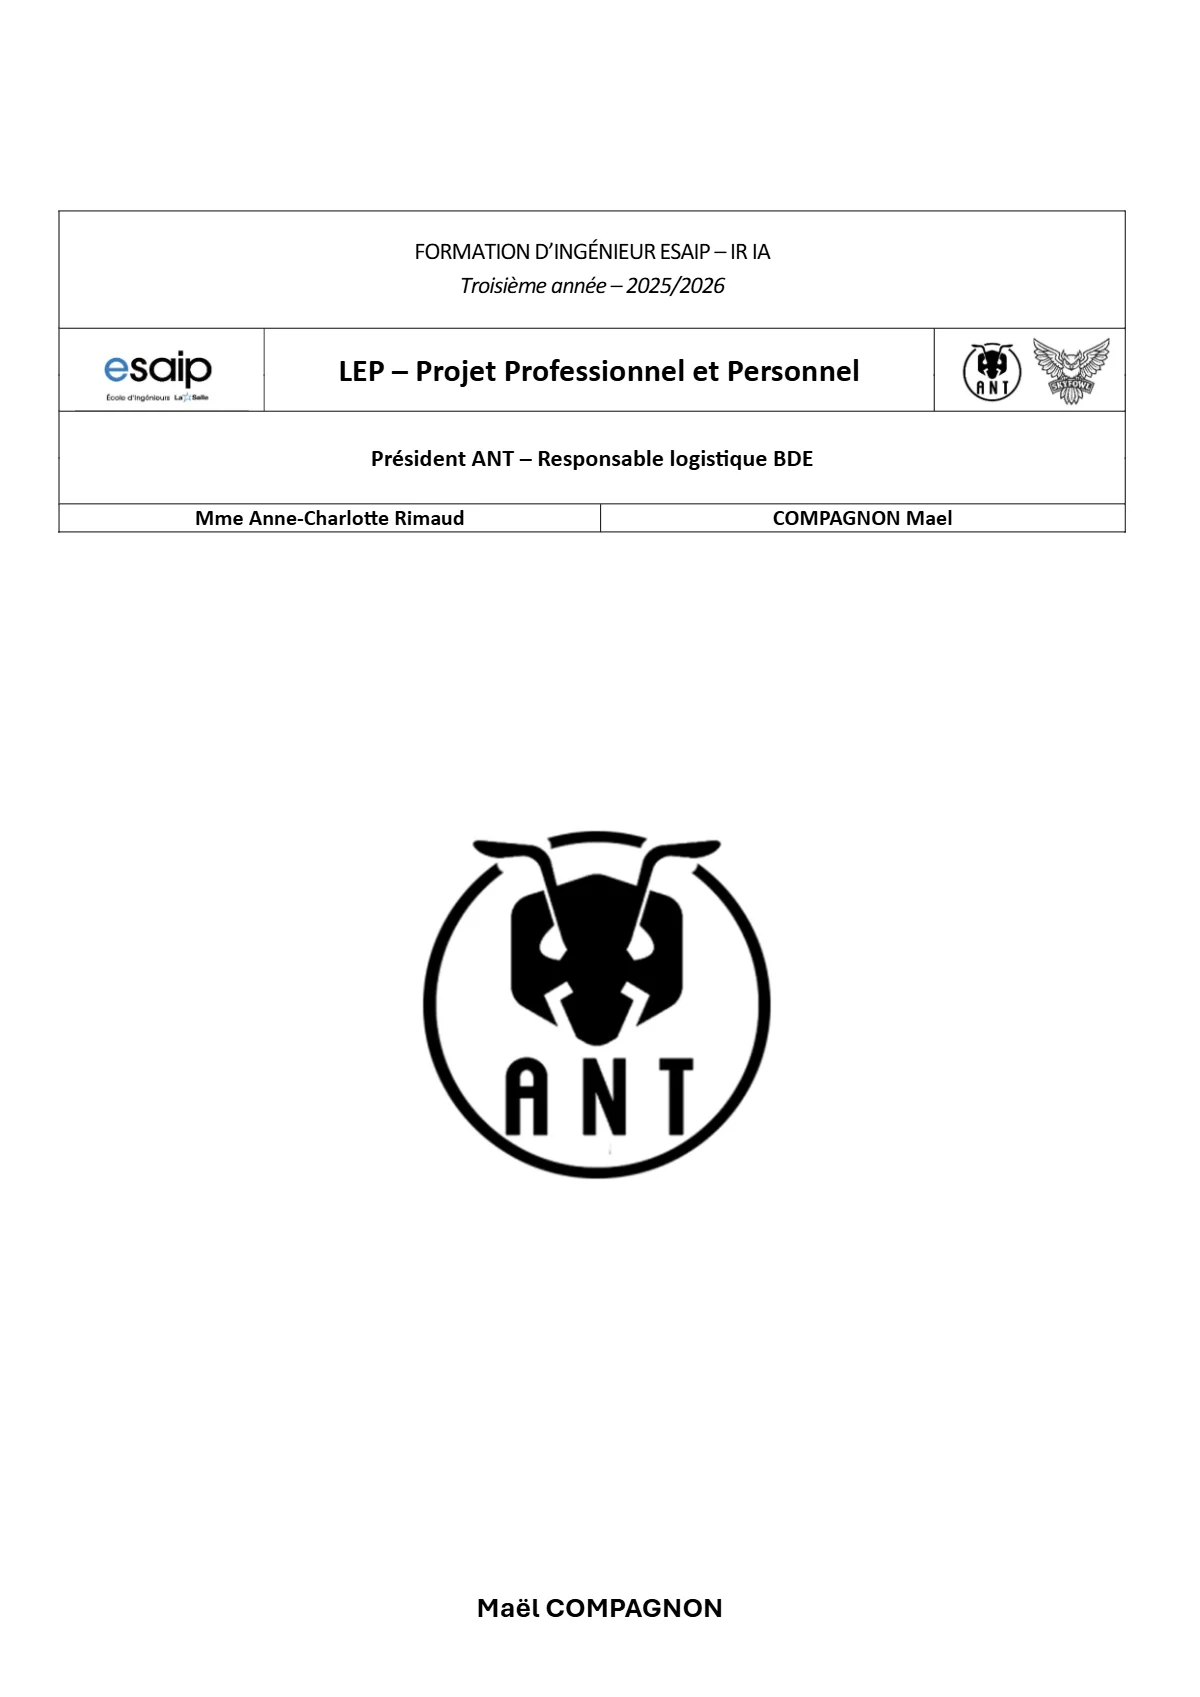 FORMATION D’INGÉNIEUR ESAIP – IR IA
Troisième année – 2025/2026
esaip
École d'ingénieurs La Salle
LEP – Projet Professionnel et Personnel
ANT
SKYFOWL
Président ANT – Responsable logistique BDE
Mme Anne-Charlotte Rimaud
COMPAGNON Mael
ANT
Maël COMPAGNON